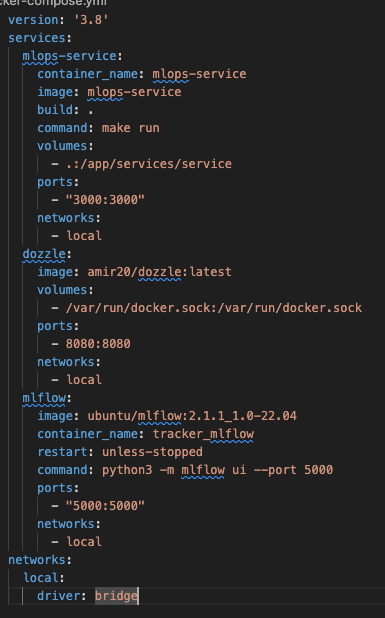 cker-compose.yml
version: '3.8'
services:
  mlops-service:
    container_name: mlops-service
    image: mlops-service
    build: .
    command: make run
    volumes:
      - .:/app/services/service
    ports:
      - "3000:3000"
    networks:
      - local
  dozzle:
    image: amir20/dozzle:latest
    volumes:
      - /var/run/docker.sock:/var/run/docker.sock
    ports:
      - 8080:8080
    networks:
      - local
  mlflow:
    image: ubuntu/mlflow:2.1.1_1.0-22.04
    container_name: tracker_mlflow
    restart: unless-stopped
    command: python3 -m mlflow ui --port 5000
    ports:
      - "5000:5000"
    networks:
      - local
networks:
  local:
    driver: bridge